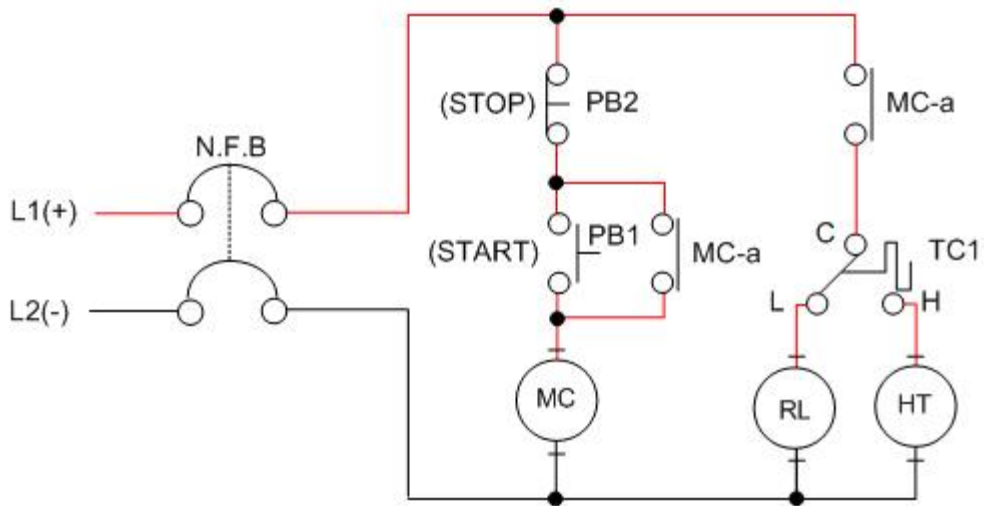 (STOP)
PB2
MC-a
N.F.B
L1(+)
(START)
PB1
MC-a
C
TC1
L2(-)
L
H
MC
RL
HT